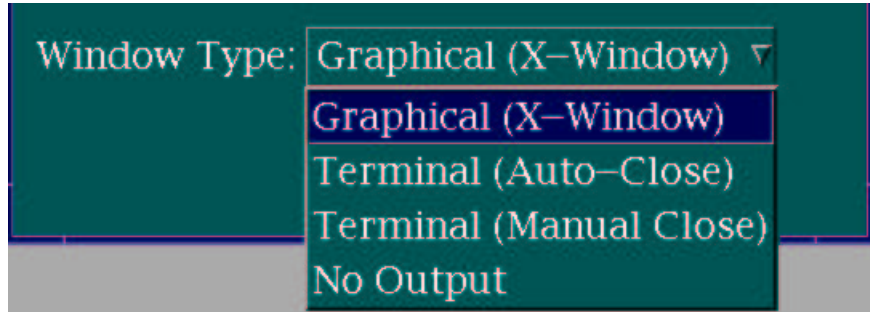 Window Type: Graphical (X-Window)
Graphical (X-Window)
Terminal (Auto-Close)
Terminal (Manual Close)
No Output